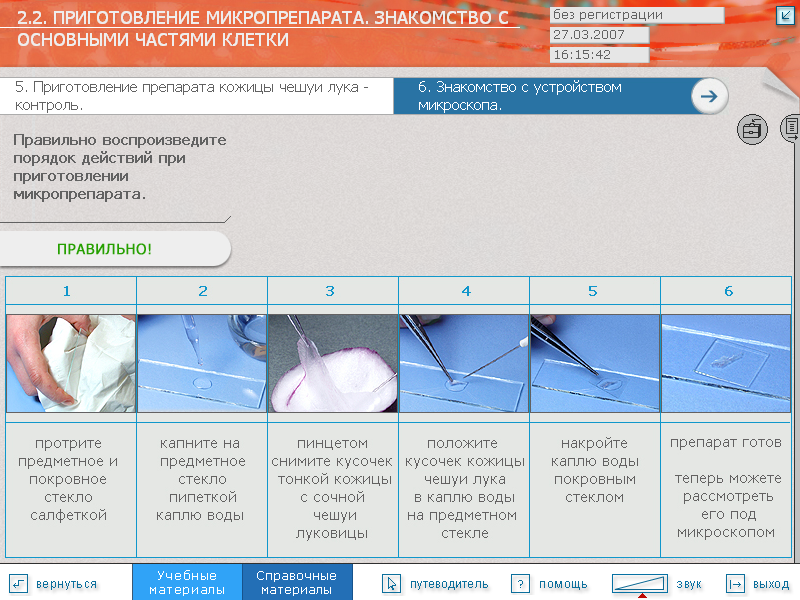 2.2. ПРИГОТОВЛЕНИЕ МИКРОПРЕПАРАТА. ЗНАКОМСТВО С
ОСНОВНЫМИ ЧАСТЯМИ КЛЕТКИ
без регистрации
27.03.2007
16:15:42
5. Приготовление препарата кожицы чешуи лука -
контроль.
6. Знакомство с устройством
микроскопа.
Правильно воспроизведите
порядок действий при
приготовлении
микропрепарата.
ПРАВИЛЬНО!
1
2
3
4
5
6
протрите
предметное и
покровное
стекло
салфеткой
капните на
предметное
стекло
пипеткой
каплю воды
пинцетом
снимите кусочек
тонкой кожицы
с сочной
чешуи
луковицы
положите
кусочек кожицы
чешуи лука
в каплю воды
на предметном
стекле
накройте
каплю воды
покровным
стеклом
препарат готов
теперь можете
рассмотреть
его под
микроскопом
вернуться
Учебные
материалы
Справочные
материалы
путеводитель
?
помощь
звук
выход